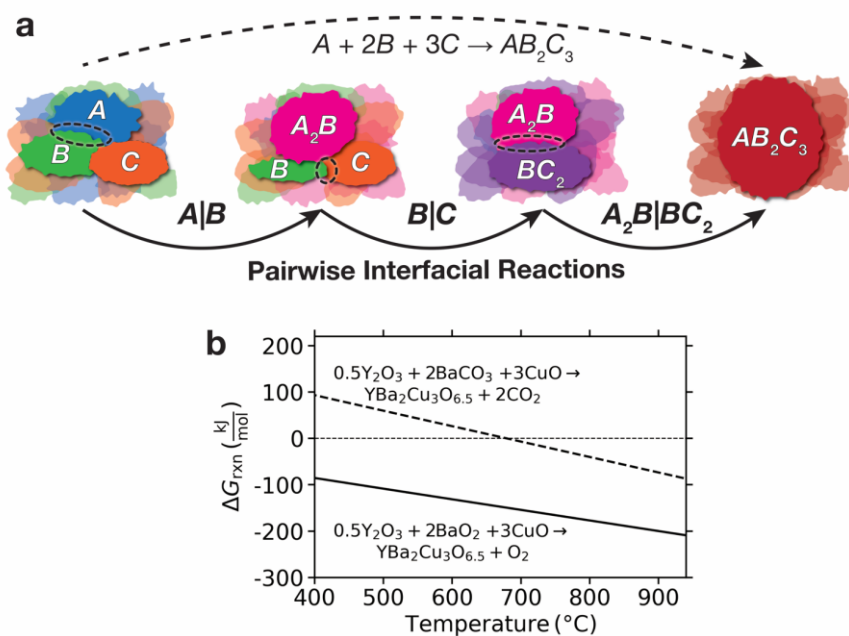 a
A + 2B + 3C → AB₂C₃
A
B
C
A₂B
B
C
A₂B
BC₂
AB₂C₃
A|B
B|C
A₂B|BC₂
Pairwise Interfacial Reactions
b
200
100
0
-100
-200
-300
ΔG_rxn (kJ/mol)
0.5Y₂O₃ + 2BaCO₃ +3CuO →
YBa₂Cu₃O₆.₅ + 2CO₂
0.5Y₂O₃ + 2BaO₂ +3CuO →
YBa₂Cu₃O₆.₅ + O₂
400 500 600 700 800 900
Temperature (°C)